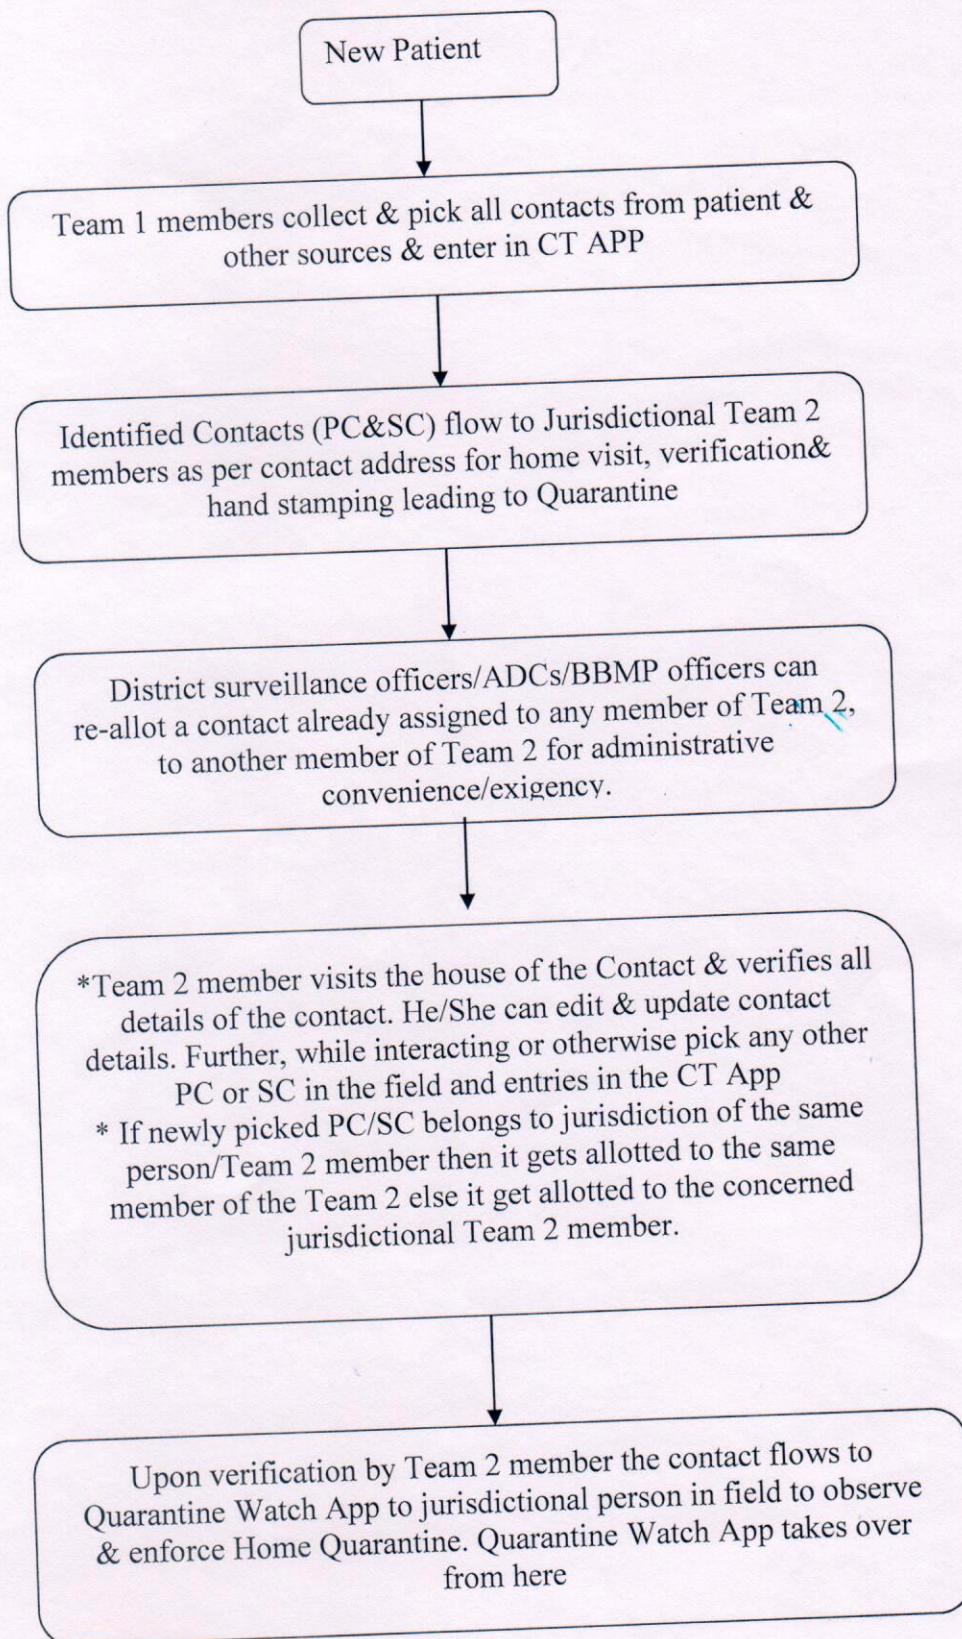 New Patient
Team 1 members collect & pick all contacts from patient &
other sources & enter in CT APP
Identified Contacts (PC&SC) flow to Jurisdictional Team 2
members as per contact address for home visit, verification&
hand stamping leading to Quarantine
District surveillance officers/ADCs/BBMP officers can
re-allot a contact already assigned to any member of Team 2,
to another member of Team 2 for administrative
convenience/exigency.
*Team 2 member visits the house of the Contact & verifies all
details of the contact. He/She can edit & update contact
details. Further, while interacting or otherwise pick any other
PC or SC in the field and entries in the CT App
* If newly picked PC/SC belongs to jurisdiction of the same
person/Team 2 member then it gets allotted to the same
member of the Team 2 else it get allotted to the concerned
jurisdictional Team 2 member.
Upon verification by Team 2 member the contact flows to
Quarantine Watch App to jurisdictional person in field to observe
& enforce Home Quarantine. Quarantine Watch App takes over
from here